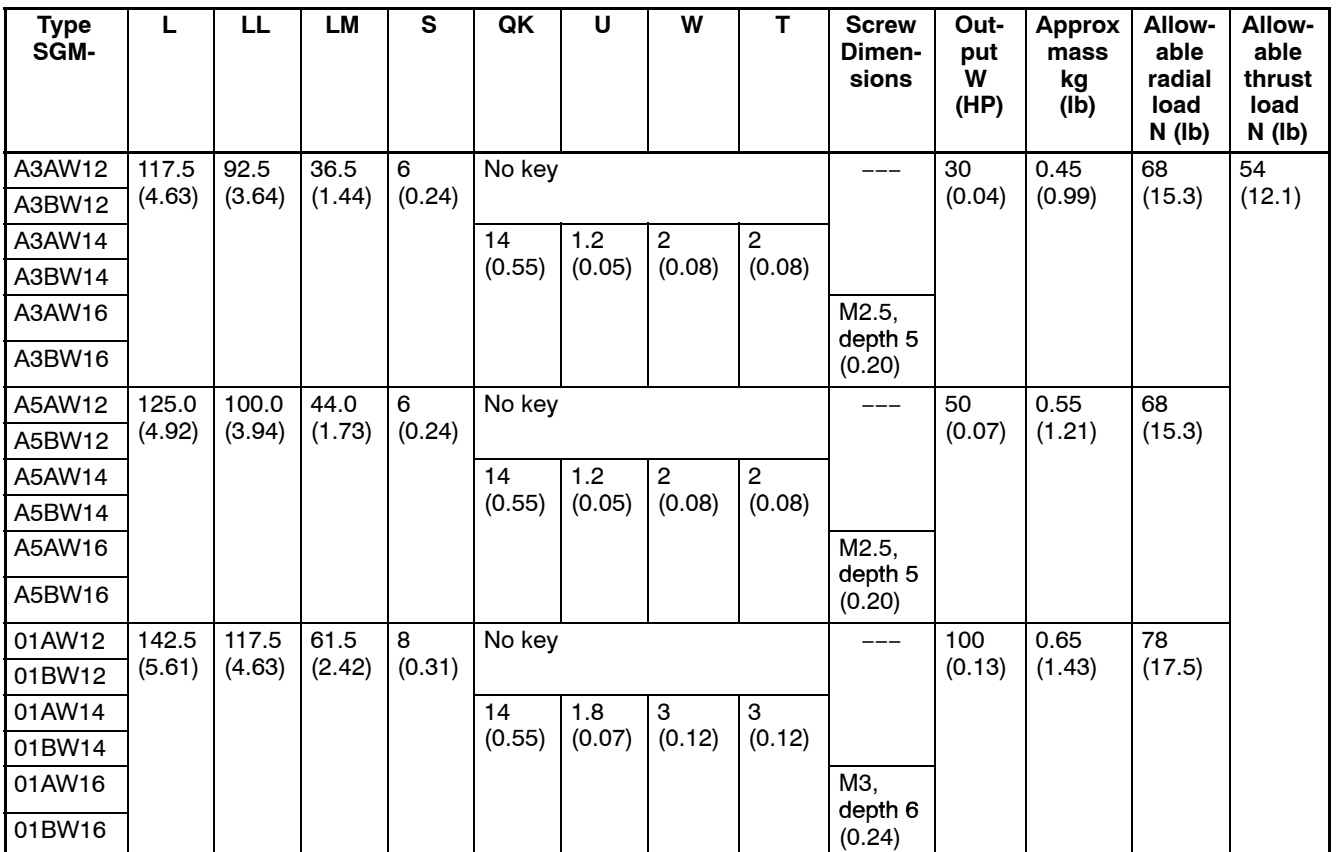 Type SGM- L LL LM S QK U W T Screw Dimen- sions Out- put W (HP) Approx mass kg (lb) Allow- able radial load N (lb) Allow- able thrust load N (lb)
A3AW12 117.5 92.5 36.5 6 No key --- 30 0.45 68 54
A3BW12 (4.63) (3.64) (1.44) (0.24) (0.04) (0.99) (15.3) (12.1)
A3AW14 14 1.2 2 2
A3BW14 (0.55) (0.05) (0.08) (0.08)
A3AW16 M2.5,
depth 5
A3BW16 (0.20)
A5AW12 125.0 100.0 44.0 6 No key --- 50 0.55 68
A5BW12 (4.92) (3.94) (1.73) (0.24) (0.07) (1.21) (15.3)
A5AW14 14 1.2 2 2
A5BW14 (0.55) (0.05) (0.08) (0.08)
A5AW16 M2.5,
depth 5
A5BW16 (0.20)
01AW12 142.5 117.5 61.5 8 No key --- 100 0.65 78
01BW12 (5.61) (4.63) (2.42) (0.31) (0.13) (1.43) (17.5)
01AW14 14 1.8 3 3
01BW14 (0.55) (0.07) (0.12) (0.12)
01AW16 M3,
depth 6
01BW16 (0.24)